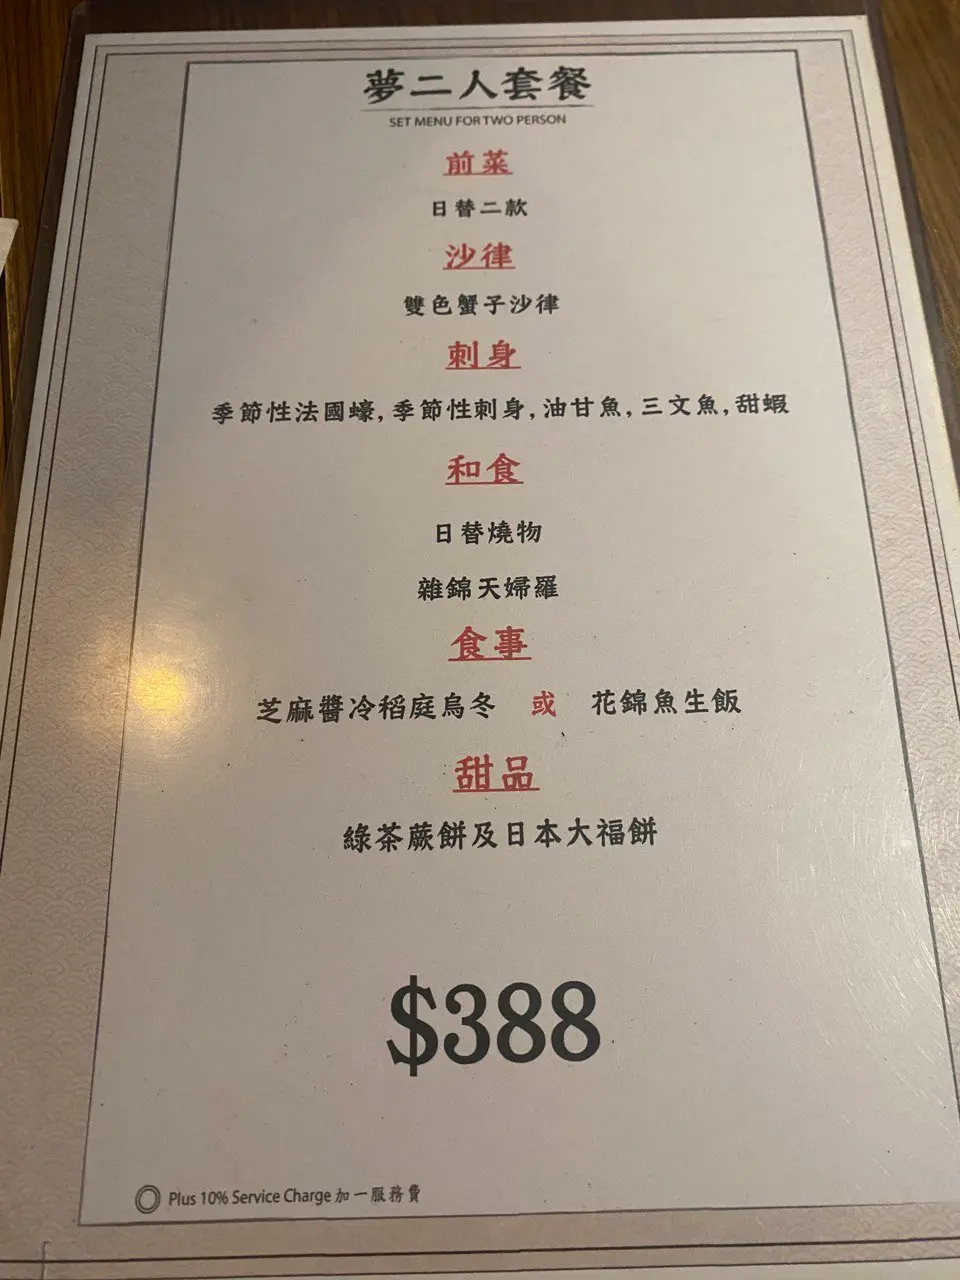 夢二人套餐
SET MENU FOR TWO PERSON
前菜
日替二款
沙律
雙色蟹子沙律
刺身
季節性法國蠔, 季節性刺身, 油甘魚, 三文魚, 甜蝦
和食
日替燒物
雜錦天婦羅
食事
芝麻醬冷稻庭烏冬 或 花錦魚生飯
甜品
綠茶蕨餅及日本大福餅
$388
Plus 10% Service Charge 加一服務費